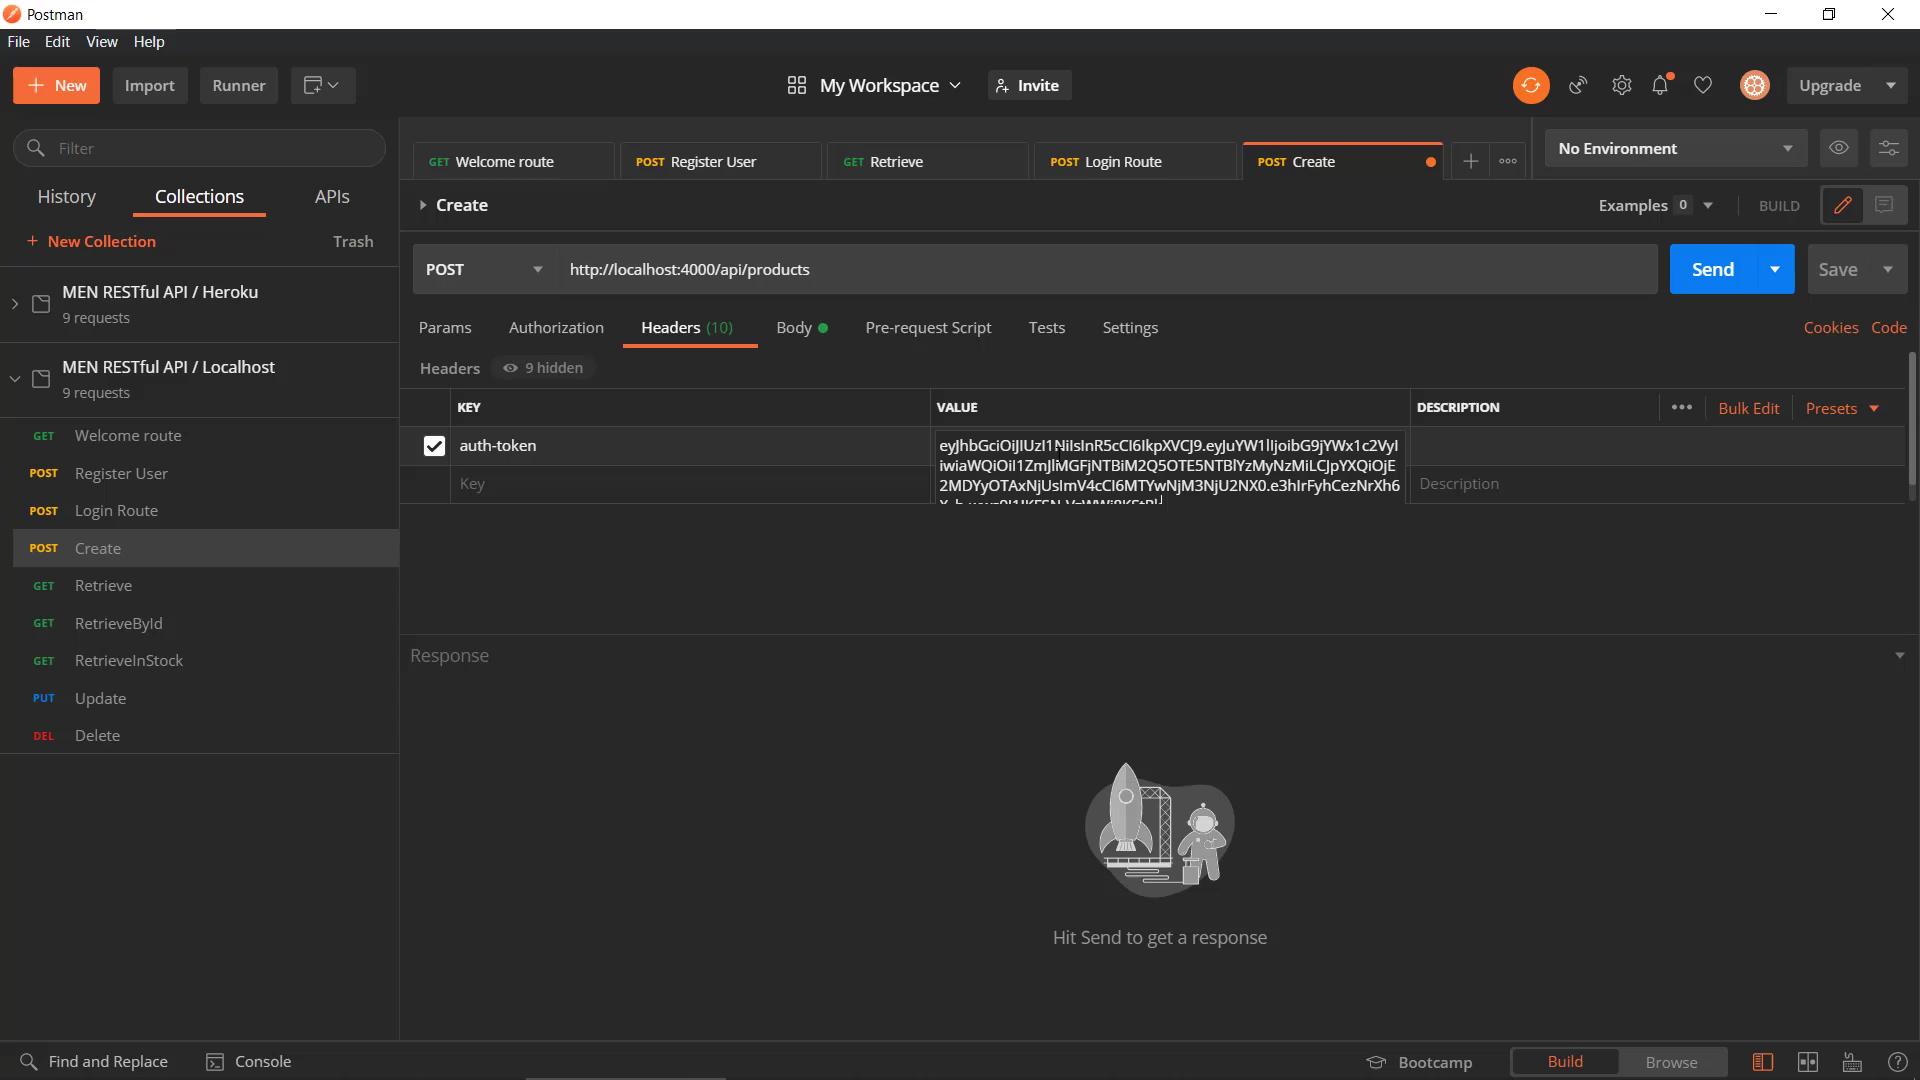 Postman
File Edit View Help
New Import Runner
My Workspace Invite
Upgrade
Filter
History Collections APIs
+ New Collection Trash
MEN RESTful API / Heroku
9 requests
MEN RESTful API / Localhost
9 requests
GET Welcome route
POST Register User
POST Login Route
POST Create
GET Retrieve
GET RetrieveById
GET RetrieveInStock
PUT Update
DEL Delete
GET Welcome route POST Register User GET Retrieve POST Login Route POST Create
No Environment
Create
Examples 0 BUILD
POST http://localhost:4000/api/products Send Save
Params Authorization Headers (10) Body Pre-request Script Tests Settings Cookies Code
Headers 9 hidden
KEY VALUE DESCRIPTION Bulk Edit Presets
auth-token
Key Description
Response
Hit Send to get a response
Find and Replace Console Bootcamp Build Browse